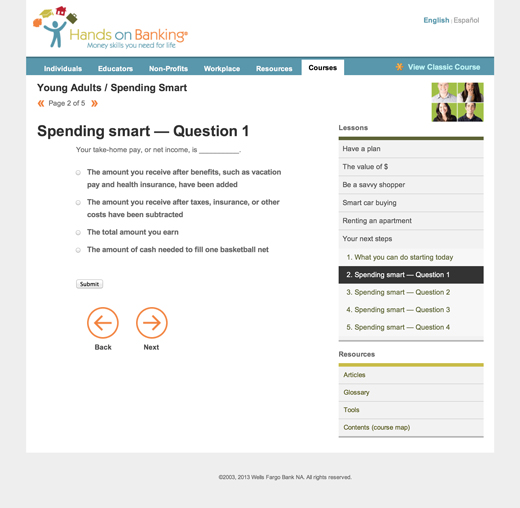 Hands on Banking®
Money skills you need for life
English | Español
Individuals Educators Non-Profits Workplace Resources Courses View Classic Course
Young Adults / Spending Smart
Page 2 of 5
Spending smart — Question 1
Your take-home pay, or net income, is __________.
The amount you receive after benefits, such as vacation
pay and health insurance, have been added
The amount you receive after taxes, insurance, or other
costs have been subtracted
The total amount you earn
The amount of cash needed to fill one basketball net
Submit
Back Next
Lessons
Have a plan
The value of $
Be a savvy shopper
Smart car buying
Renting an apartment
Your next steps
1. What you can do starting today
2. Spending smart — Question 1
3. Spending smart — Question 2
4. Spending smart — Question 3
5. Spending smart — Question 4
Resources
Articles
Glossary
Tools
Contents (course map)
©2003, 2013 Wells Fargo Bank NA. All rights reserved.